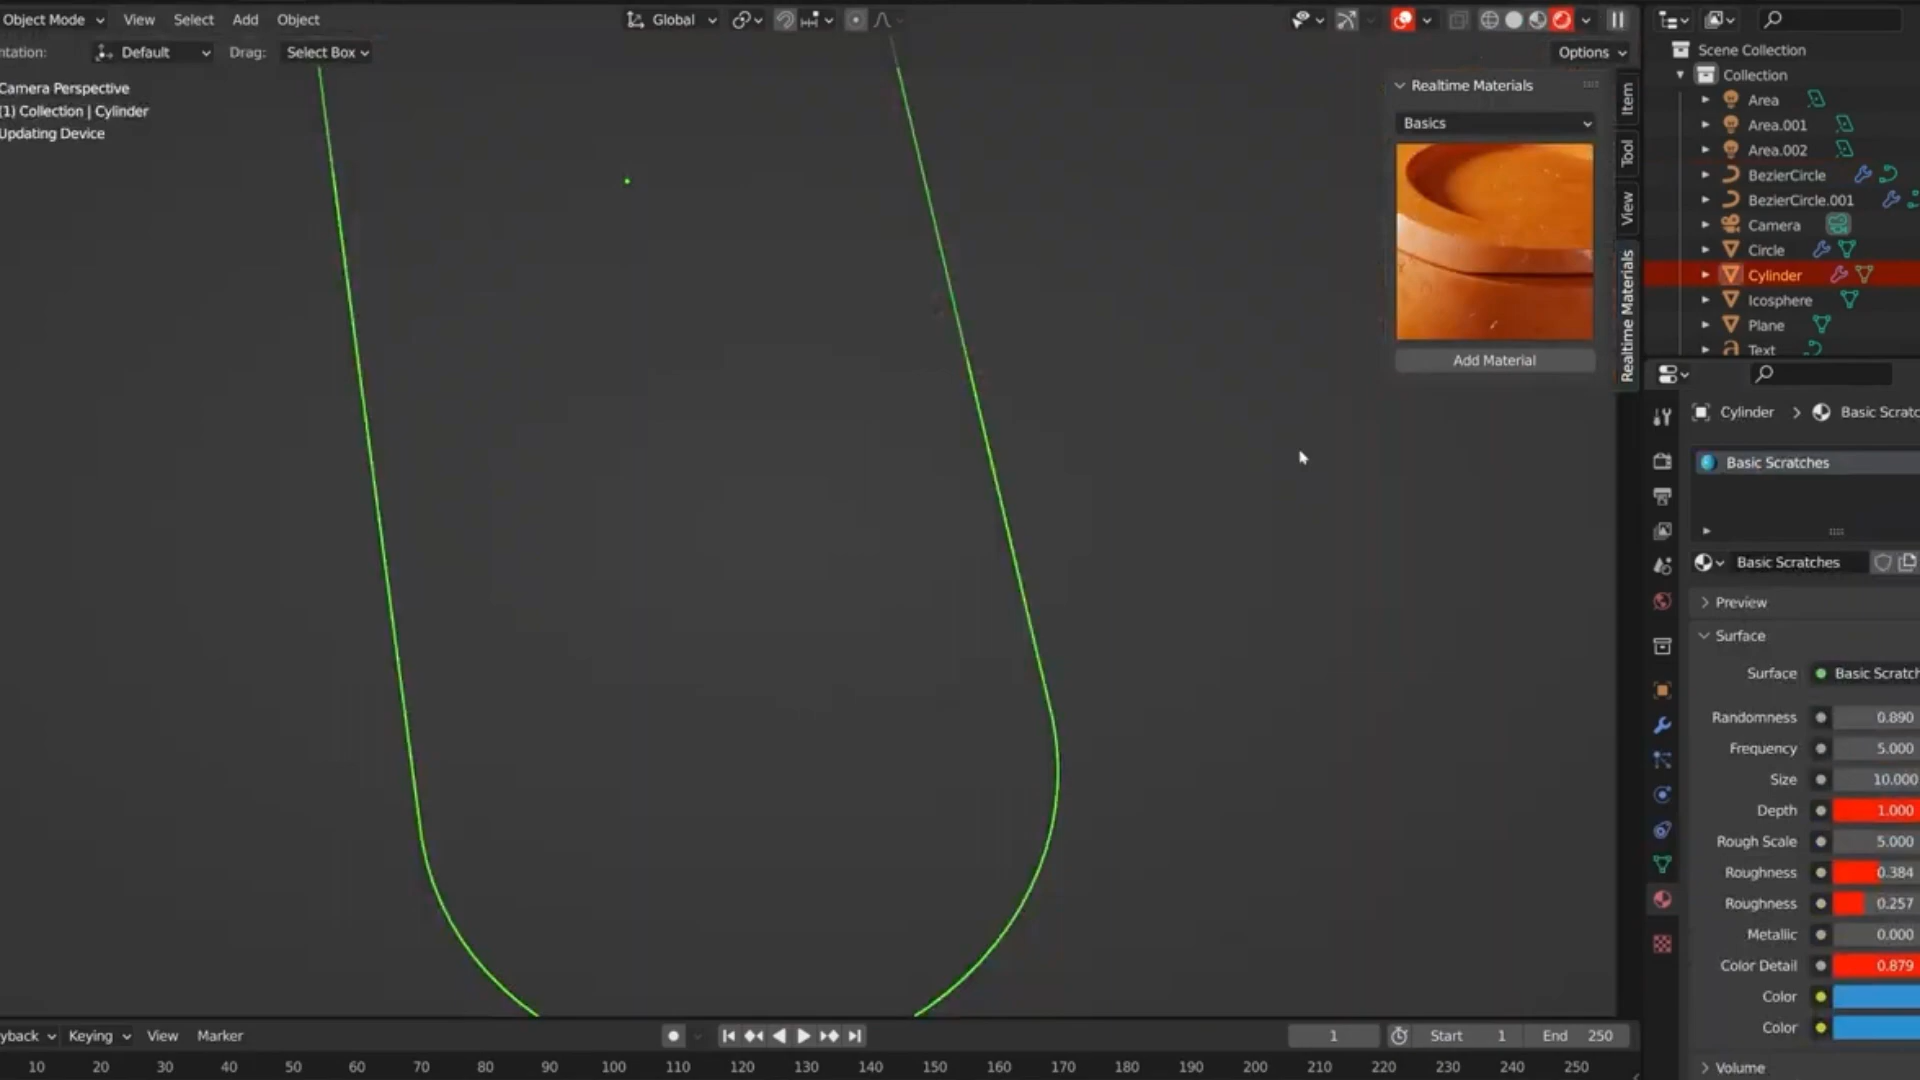 Object Mode View Select Add Object Global
ntation: Default Drag: Select Box Options
Camera Perspective
(1) Collection | Cylinder
Updating Device
Realtime Materials
Basics
Add Material
Item
Tool
View
Realtime Materials
Scene Collection
Collection
Area
Area.001
Area.002
BezierCircle
BezierCircle.001
Camera
Circle
Cylinder
Icosphere
Plane
Text
Cylinder > Basic Scratc
Basic Scratches
Basic Scratches
Preview
Surface
Surface Basic Scratch
Randomness 0.890
Frequency 5.000
Size 10.000
Depth 1.000
Rough Scale 5.000
Roughness 0.384
Roughness 0.257
Metallic 0.000
Color Detail 0.879
Color
Color
Volume
yback Keying View Marker 1 Start 1 End 250
10 20 30 40 50 60 70 80 90 100 110 120 130 140 150 160 170 180 190 200 210 220 230 240 250